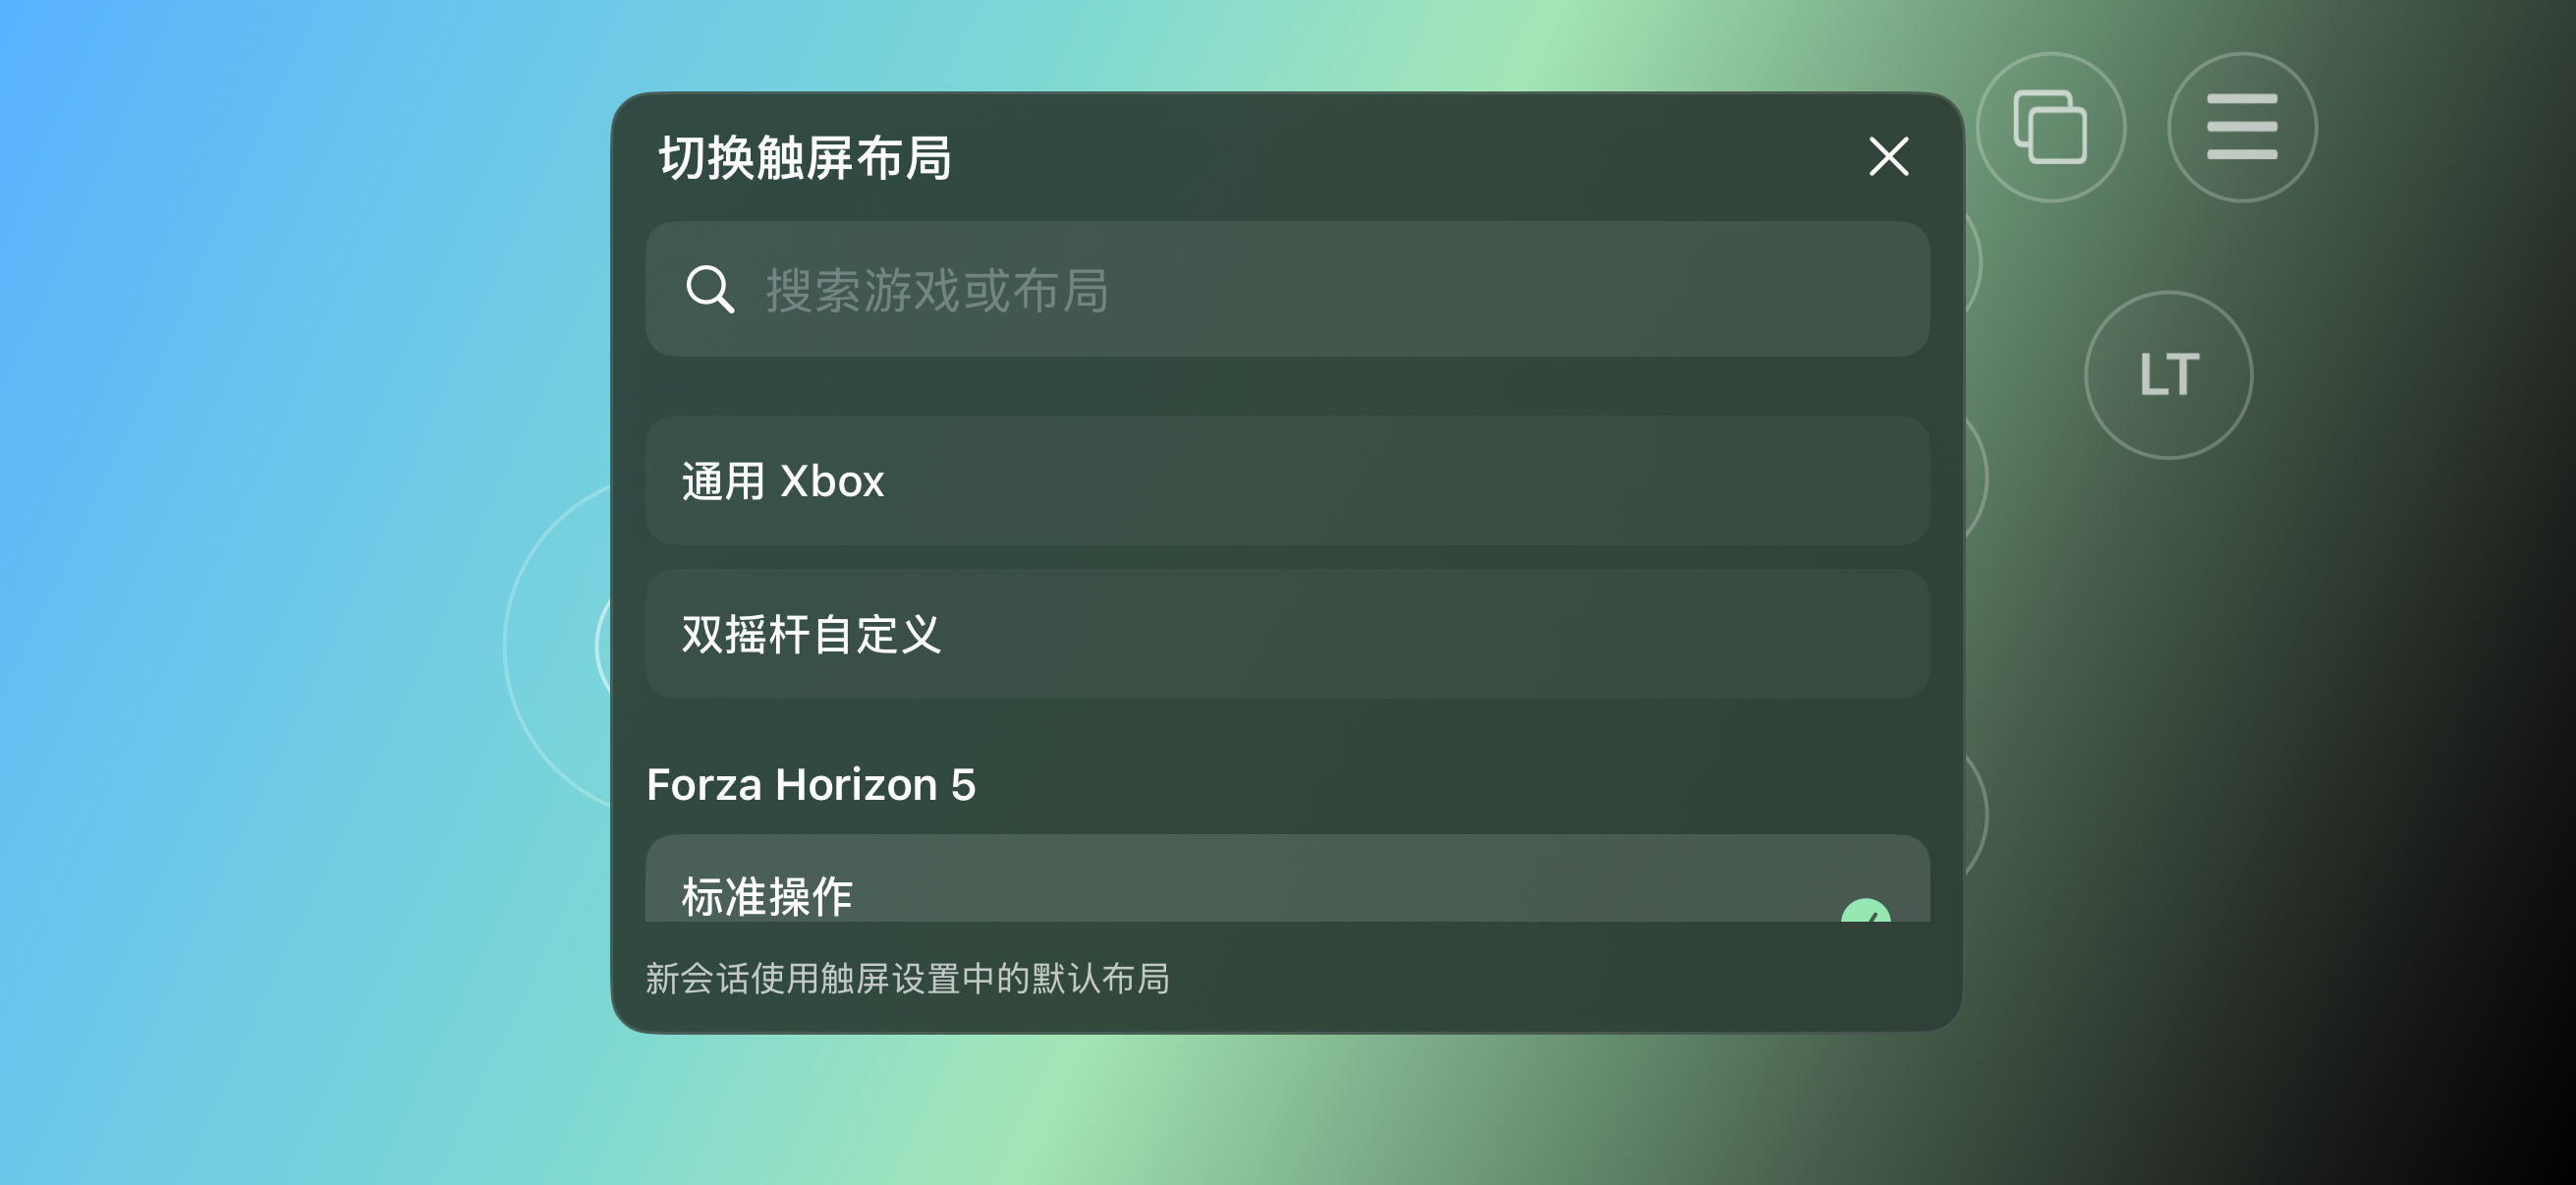 切换触屏布局
搜索游戏或布局
通用 Xbox
LT
双摇杆自定义
Forza Horizon 5
标准操作
新会话使用触屏设置中的默认布局